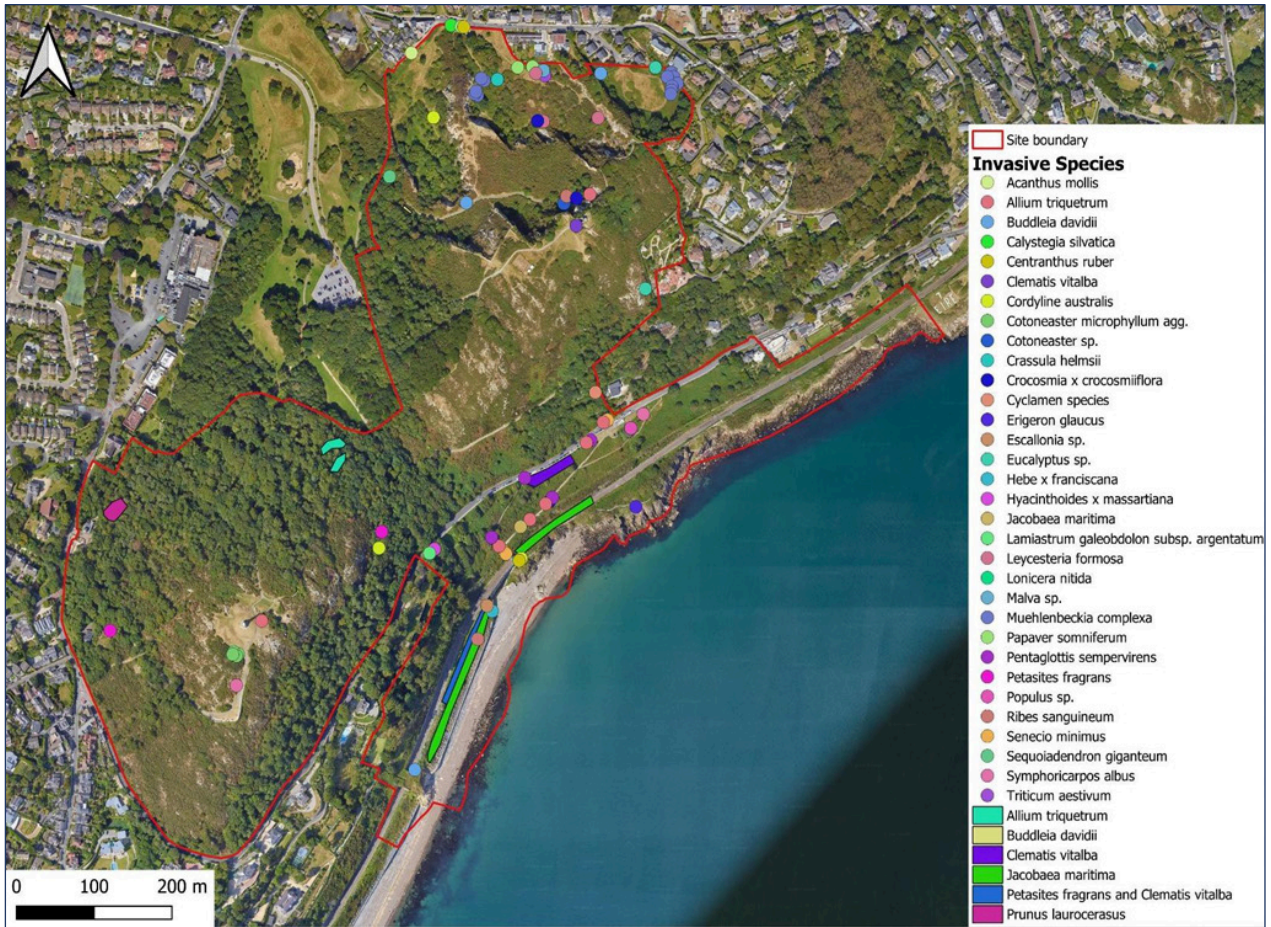 Site boundary
Invasive Species
Acanthus mollis
Allium triquetrum
Buddleia davidii
Calystegia silvatica
Centranthus ruber
Clematis vitalba
Cordyline australis
Cotoneaster microphyllum agg.
Cotoneaster sp.
Crassula helmsii
Crocosmia x crocosmiiflora
Cyclamen species
Erigeron glaucus
Escallonia sp.
Eucalyptus sp.
Hebe x franciscana
Hyacinthoides x massartiana
Jacobaea maritima
Lamiastrum galeobdolon subsp. argentatum
Leycesteria formosa
Lonicera nitida
Malva sp.
Muehlenbeckia complexa
Papaver somniferum
Pentaglottis sempervirens
Petasites fragrans
Populus sp.
Ribes sanguineum
Senecio minimus
Sequoiadendron giganteum
Symphoricarpos albus
Triticum aestivum
Allium triquetrum
Buddleia davidii
Clematis vitalba
Jacobaea maritima
Petasites fragrans and Clematis vitalba
Prunus laurocerasus
0 100 200 m